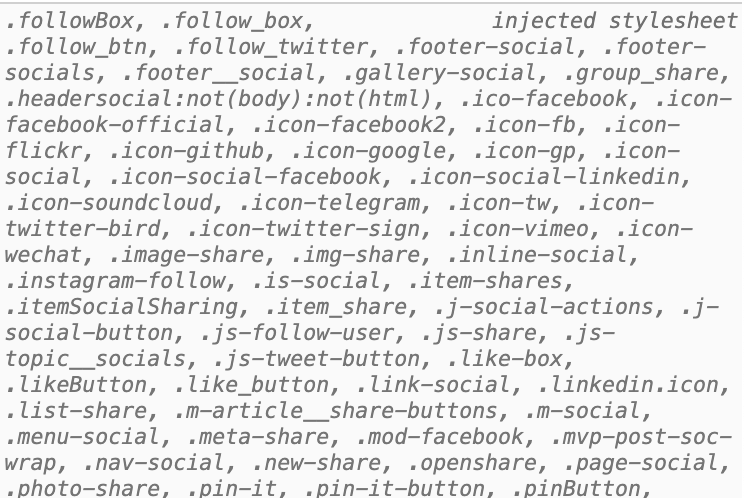 .followBox, .follow_box, injected stylesheet
.follow_btn, .follow_twitter, .footer-social, .footer-
socials, .footer__social, .gallery-social, .group_share,
.headersocial:not(body):not(html), .ico-facebook, .icon-
facebook-official, .icon-facebook2, .icon-fb, .icon-
flickr, .icon-github, .icon-google, .icon-gp, .icon-
social, .icon-social-facebook, .icon-social-linkedin,
.icon-soundcloud, .icon-telegram, .icon-tw, .icon-
twitter-bird, .icon-twitter-sign, .icon-vimeo, .icon-
wechat, .image-share, .img-share, .inline-social,
.instagram-follow, .is-social, .item-shares,
.itemSocialSharing, .item_share, .j-social-actions, .j-
social-button, .js-follow-user, .js-share, .js-
topic__socials, .js-tweet-button, .like-box,
.likeButton, .like_button, .link-social, .linkedin.icon,
.list-share, .m-article__share-buttons, .m-social,
.menu-social, .meta-share, .mod-facebook, .mvp-post-soc-
wrap, .nav-social, .new-share, .openshare, .page-social,
.photo-share, .pin-it, .pin-it-button, .pinButton,